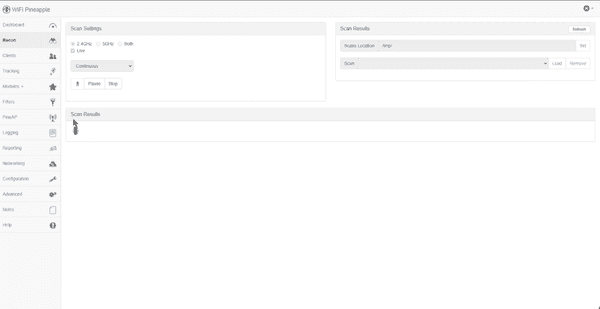 WiFi Pineapple
Dashboard
Recon
Clients
Tracking
Modules
Filters
PineAP
Logging
Reporting
Networking
Configuration
Advanced
Notes
Help
Scan Settings
2.4GHz 5GHz Both
Live
Continuous
Pause Stop
Scan Results
Refresh
Scans Location /tmp/ Set
Scan Load Remove
Scan Results